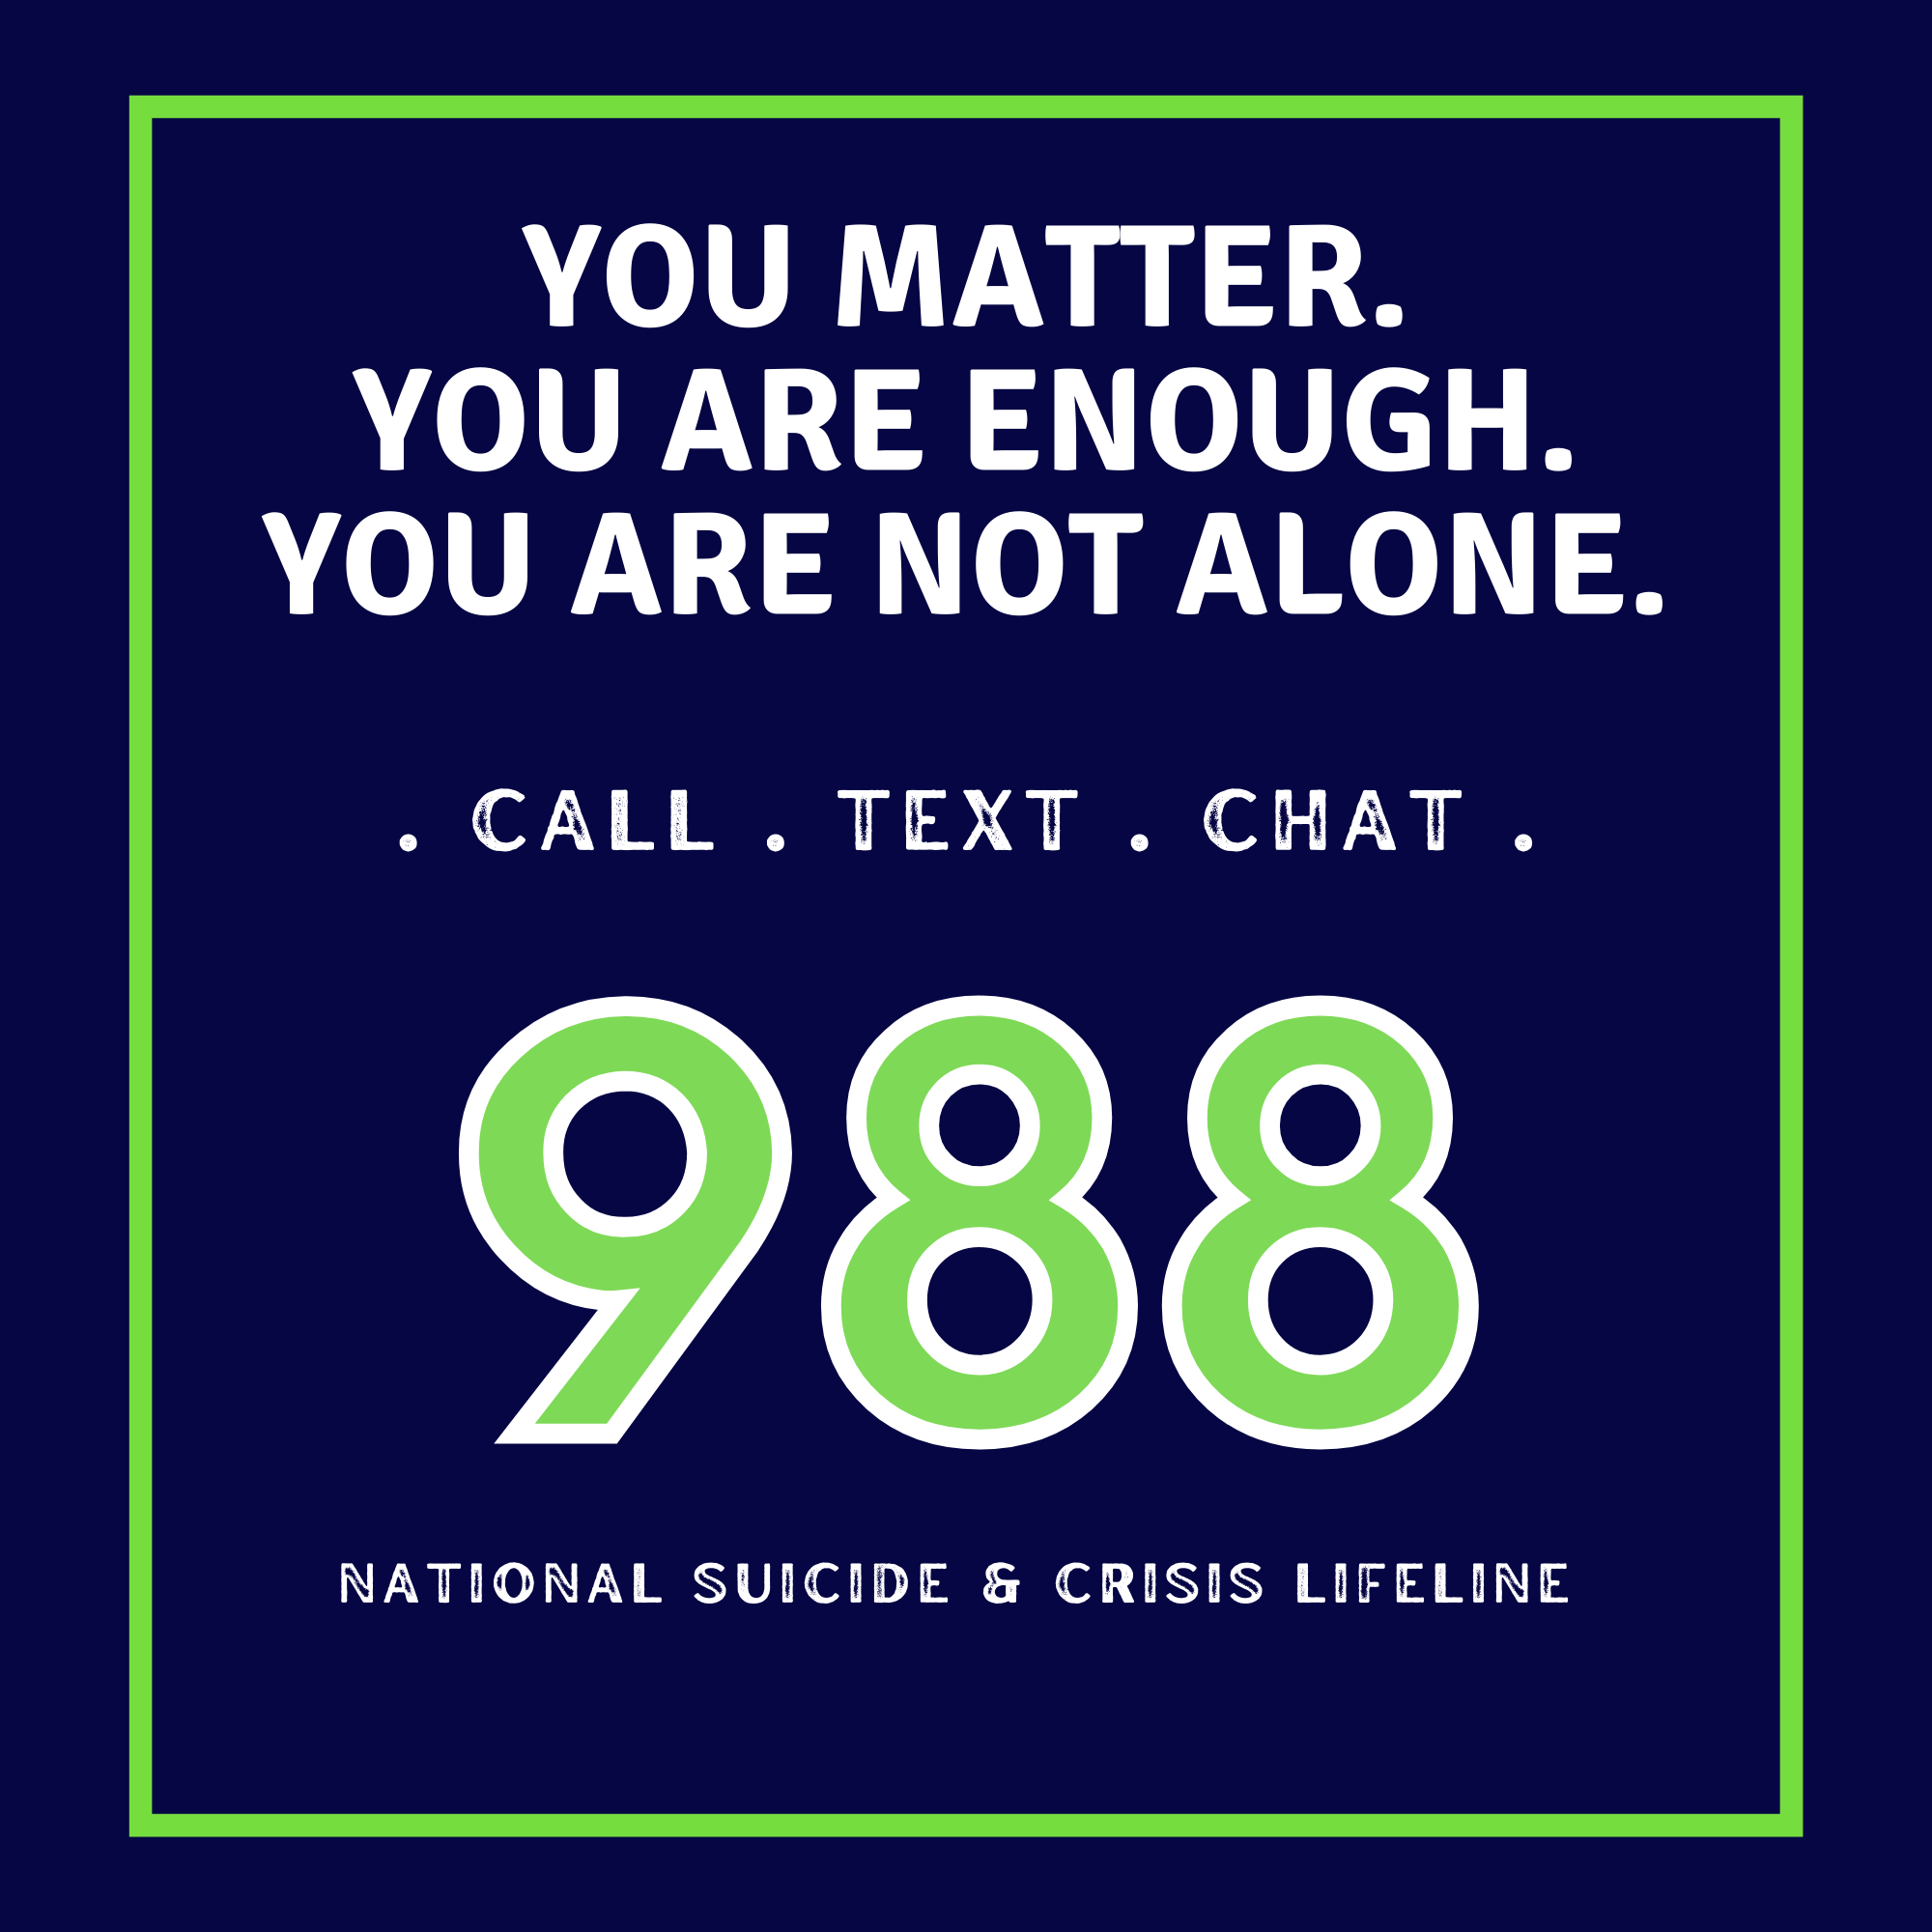 YOU MATTER.
YOU ARE ENOUGH.
YOU ARE NOT ALONE.
. CALL . TEXT . CHAT .
988
NATIONAL SUICIDE & CRISIS LIFELINE